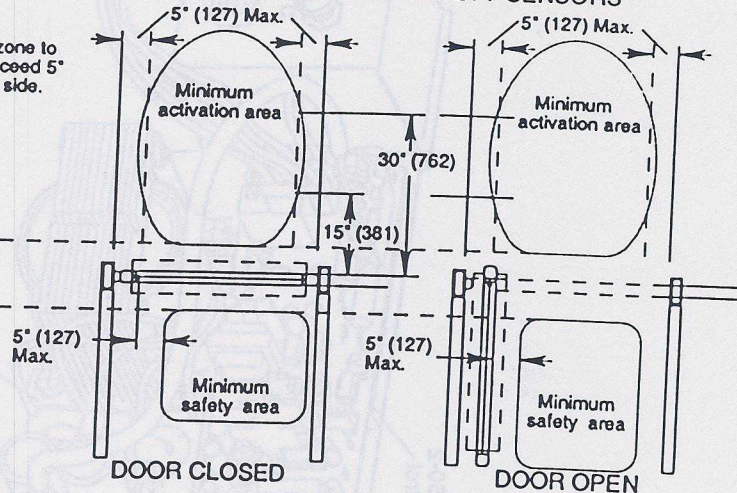 SENSORS
5" (127) Max.
5" (127) Max.
zone to
ceed 5"
side.
Minimum
activation area
Minimum
activation area
30" (762)
15" (381)
5" (127)
Max.
5" (127)
Max.
Minimum
safety area
Minimum
safety area
DOOR CLOSED
DOOR OPEN